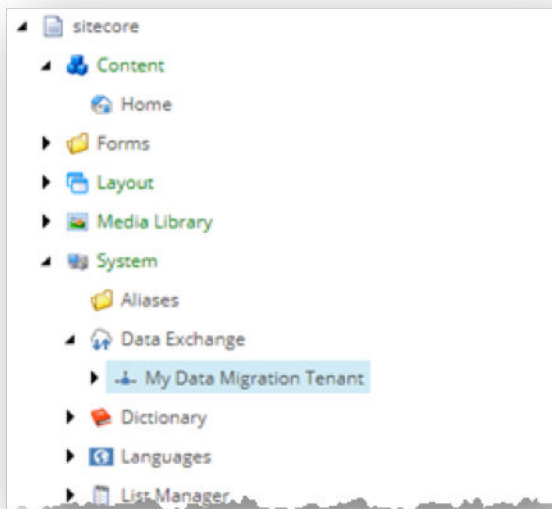 sitecore
Content
Home
Forms
Layout
Media Library
System
Aliases
Data Exchange
My Data Migration Tenant
Dictionary
Languages
List Manager